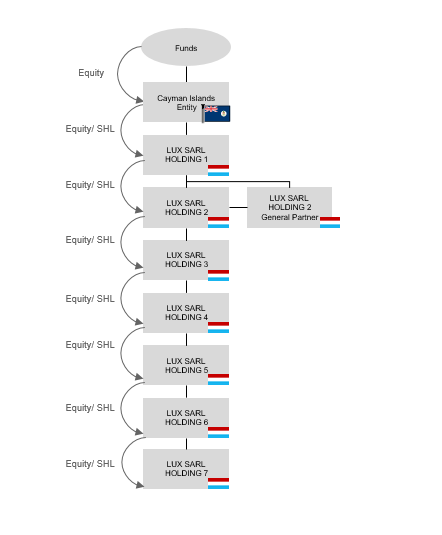 Funds
Equity
Cayman Islands
Entity
Equity/ SHL
LUX SARL
HOLDING 1
Equity/ SHL
LUX SARL
HOLDING 2
LUX SARL
HOLDING 2
General Partner
Equity/ SHL
LUX SARL
HOLDING 3
Equity/ SHL
LUX SARL
HOLDING 4
Equity/ SHL
LUX SARL
HOLDING 5
Equity/ SHL
LUX SARL
HOLDING 6
Equity/ SHL
LUX SARL
HOLDING 7